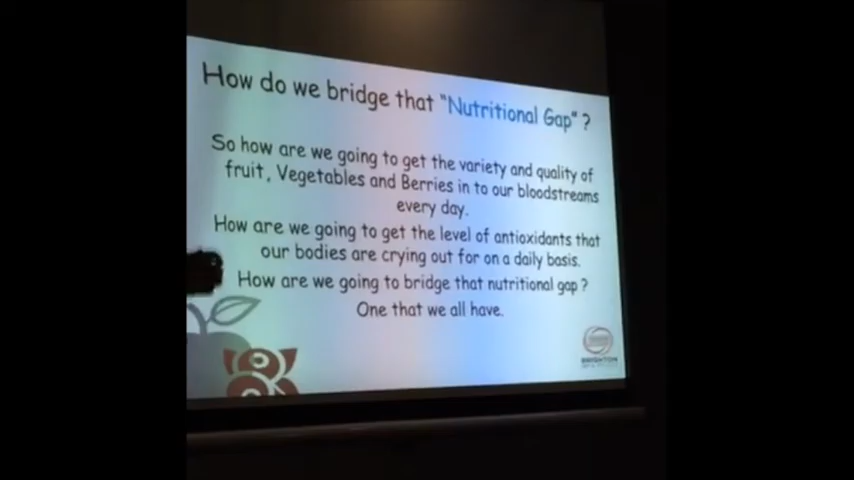 How do we bridge that "Nutritional Gap" ?
So how are we going to get the variety and quality of
fruit, Vegetables and Berries in to our bloodstreams
every day.
How are we going to get the level of antioxidants that
our bodies are crying out for on a daily basis.
How are we going to bridge that nutritional gap ?
One that we all have.
BRIGHTON